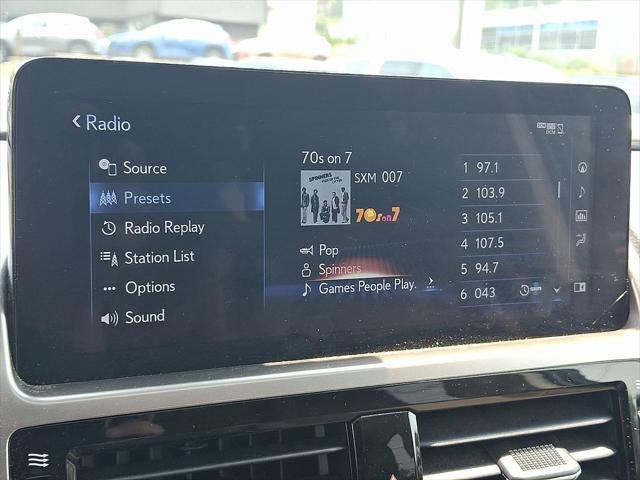 Radio
Source
Presets
Radio Replay
Station List
Options
Sound
70s on 7
SXM 007
SPINNERS
70s on 7
Pop
Spinners
Games People Play.
1 97.1
2 103.9
3 105.1
4 107.5
5 94.7
6 043
DCM